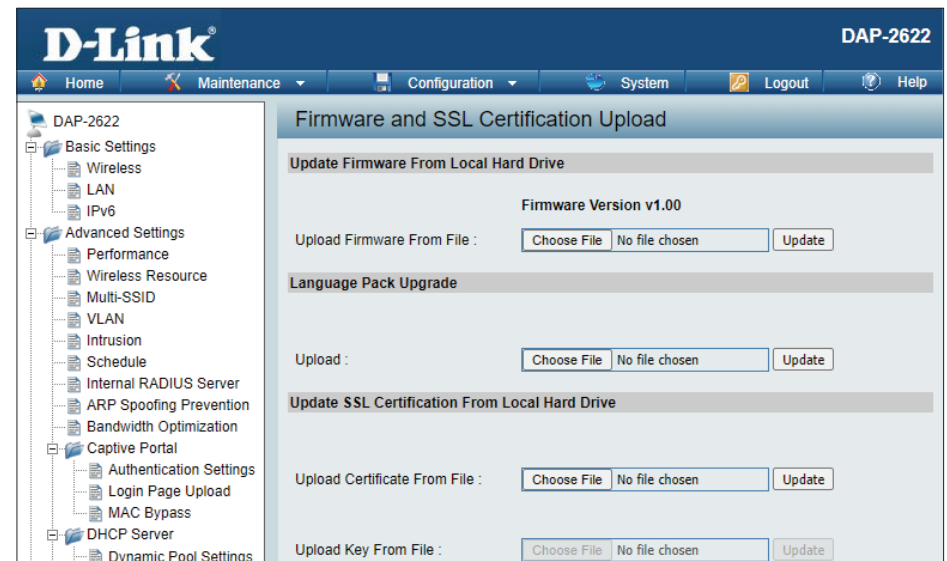 D-Link®
DAP-2622
Home Maintenance Configuration System Logout Help
DAP-2622
Basic Settings
Wireless
LAN
IPv6
Advanced Settings
Performance
Wireless Resource
Multi-SSID
VLAN
Intrusion
Schedule
Internal RADIUS Server
ARP Spoofing Prevention
Bandwidth Optimization
Captive Portal
Authentication Settings
Login Page Upload
MAC Bypass
DHCP Server
Dynamic Pool Settings
Firmware and SSL Certification Upload
Update Firmware From Local Hard Drive
Firmware Version v1.00
Upload Firmware From File : Choose File No file chosen Update
Language Pack Upgrade
Upload : Choose File No file chosen Update
Update SSL Certification From Local Hard Drive
Upload Certificate From File : Choose File No file chosen Update
Upload Key From File : Choose File No file chosen Update